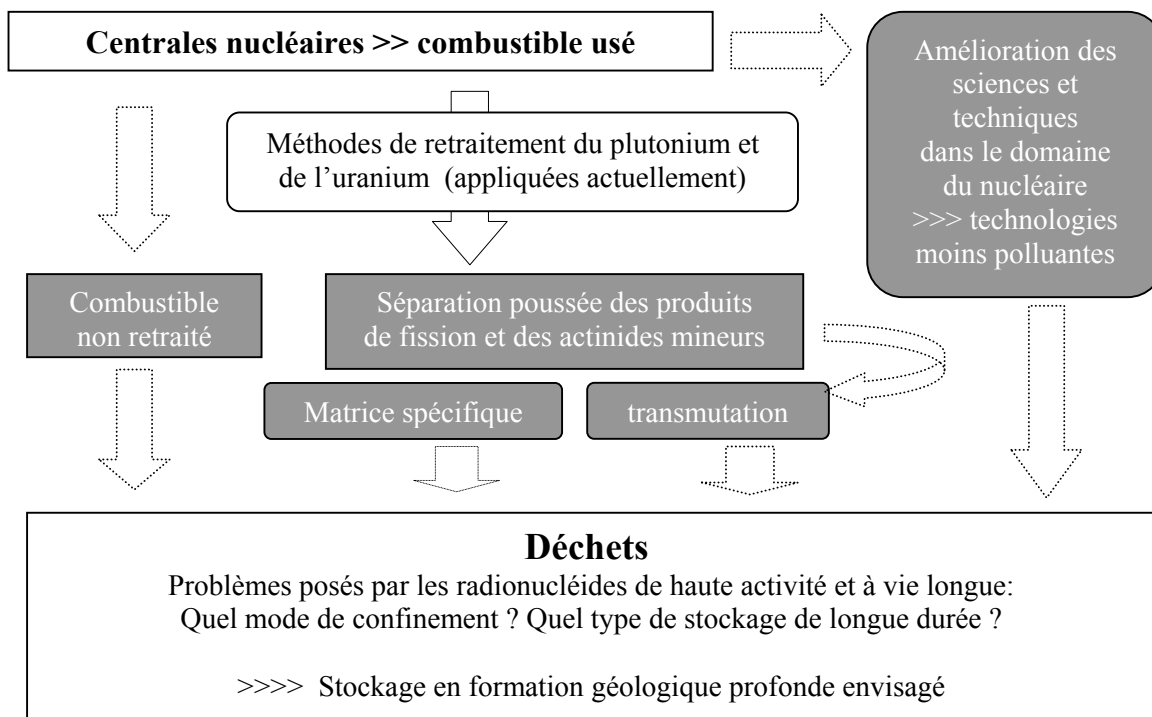 Centrales nucléaires >> combustible usé
Amélioration des
sciences et
techniques
dans le domaine
du nucléaire
>>> technologies
moins polluantes
Méthodes de retraitement du plutonium et
de l’uranium (appliquées actuellement)
Combustible
non retraité
Séparation poussée des produits
de fission et des actinides mineurs
Matrice spécifique
transmutation
Déchets
Problèmes posés par les radionucléides de haute activité et à vie longue:
Quel mode de confinement ? Quel type de stockage de longue durée ?
>>>> Stockage en formation géologique profonde envisagé